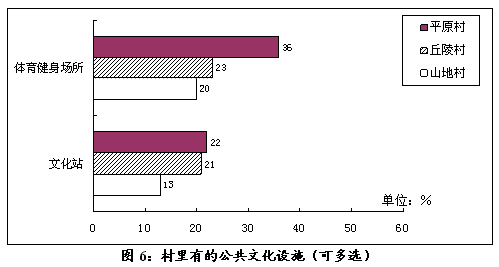 平原村
丘陵村
山地村
体育健身场所
36
23
20
文化站
22
21
13
单位：%
0 10 20 30 40 50 60
图 6：村里有的公共文化设施（可多选）